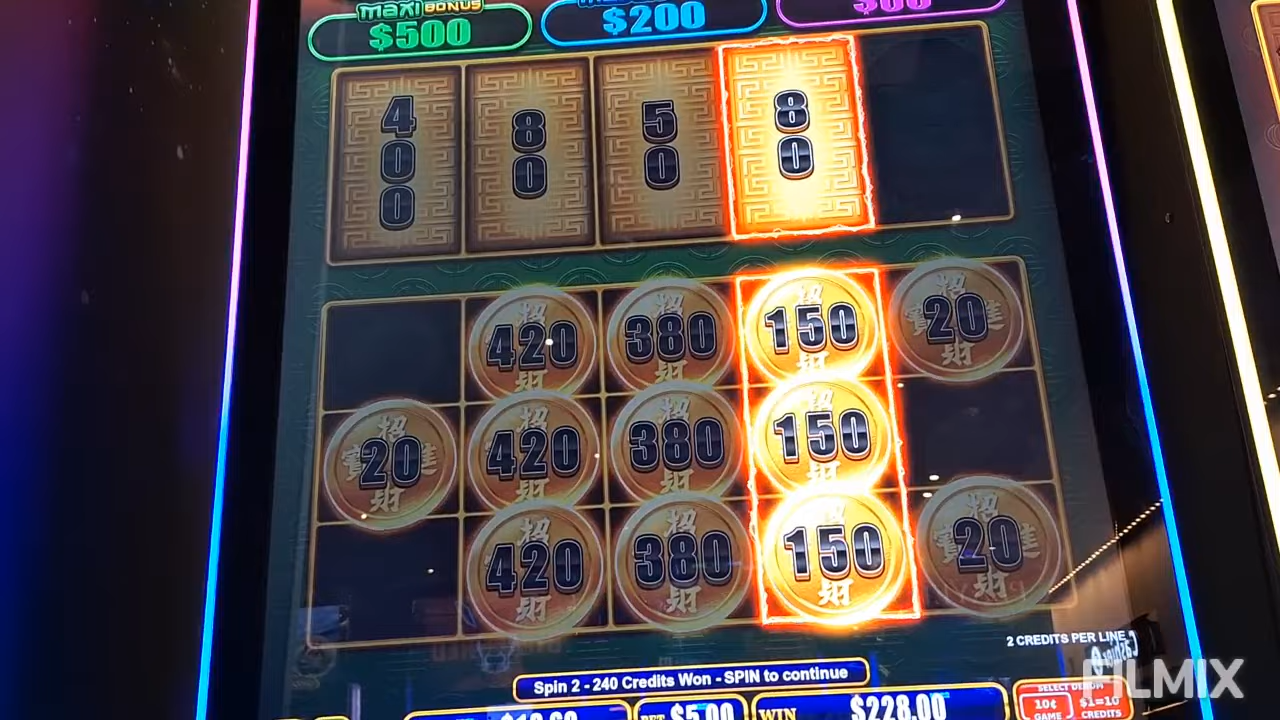 MAXI BONUS
$500
$200
400
80
50
80
420
380
150
20
招
財
20
420
380
150
420
380
150
20
2 CREDITS PER LINE
Spin 2 - 240 Credits Won - SPIN to continue
BET $5.00
WIN $228.00
SELECT DENOM
10¢ GAME
$1=10 CREDITS
FILMIX